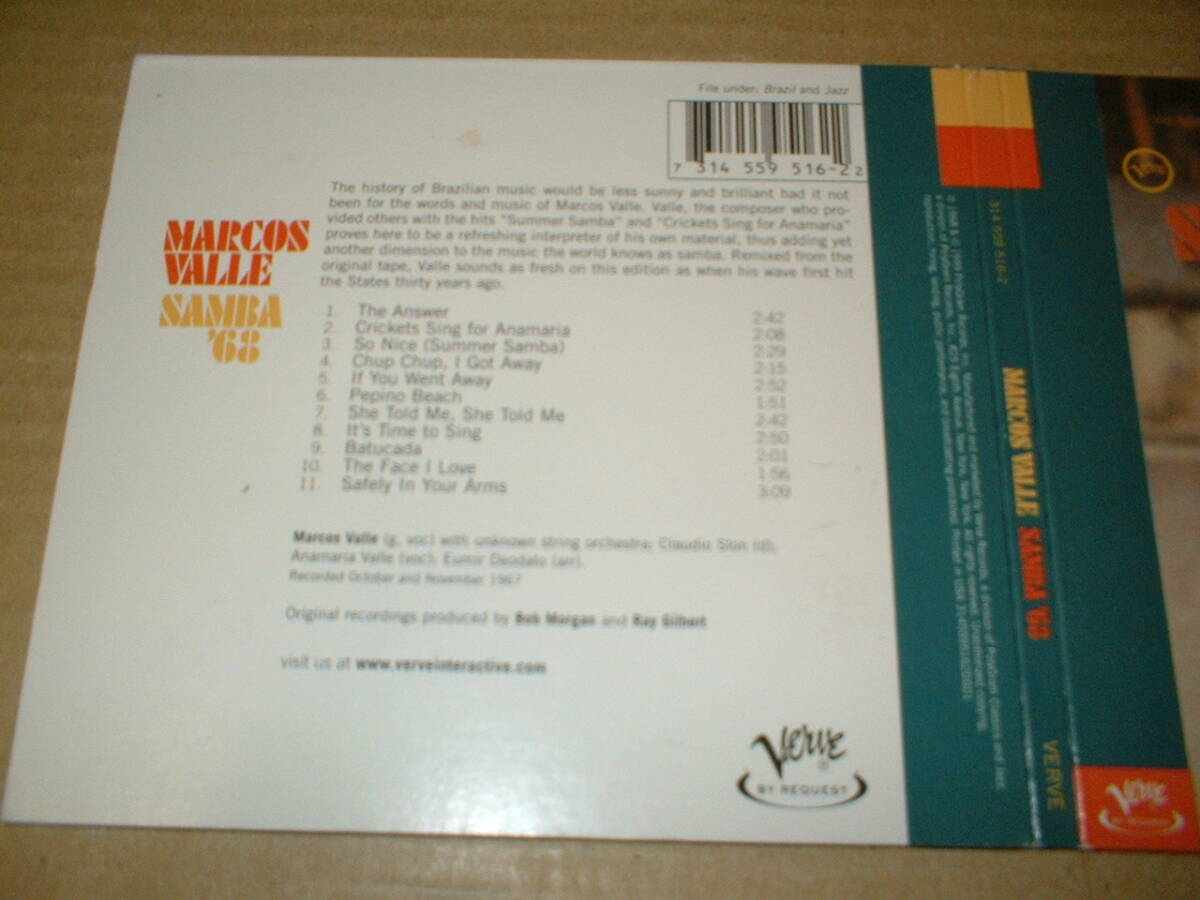 File under: Brazil and Jazz
7 314 559 516-2 2
MARCOS
VALLE
SAMBA
'68
The history of Brazilian music would be less sunny and brilliant had it not
been for the words and music of Marcos Valle. Valle, the composer who pro-
vided others with the hits "Summer Samba" and "Crickets Sing for Anamaria"
proves here to be a refreshing interpreter of his own material, thus adding yet
another dimension to the music the world knows as samba. Remixed from the
original tape, Valle sounds as fresh on this edition as when his wave first hit
the States thirty years ago.
1. The Answer 2:42
2. Crickets Sing for Anamaria 2:08
3. So Nice (Summer Samba) 2:29
4. Chup Chup, I Got Away 2:15
5. If You Went Away 2:52
6. Pepino Beach 1:51
7. She Told Me, She Told Me 2:42
8. It's Time to Sing 2:50
9. Batucada 2:01
10. The Face I Love 1:56
11. Safely In Your Arms 3:09
Marcos Valle (g, voc) with unknown string orchestra; Claudio Slon (d);
Anamaria Valle (voc); Eumir Deodato (arr).
Recorded October and November 1967
Original recordings produced by Bob Morgan and Ray Gilbert
visit us at www.verveinteractive.com
Verve
BY REQUEST
314 559 516-2
MARCOS VALLE SAMBA '68
VERVE
Verve
Verve
BY REQUEST